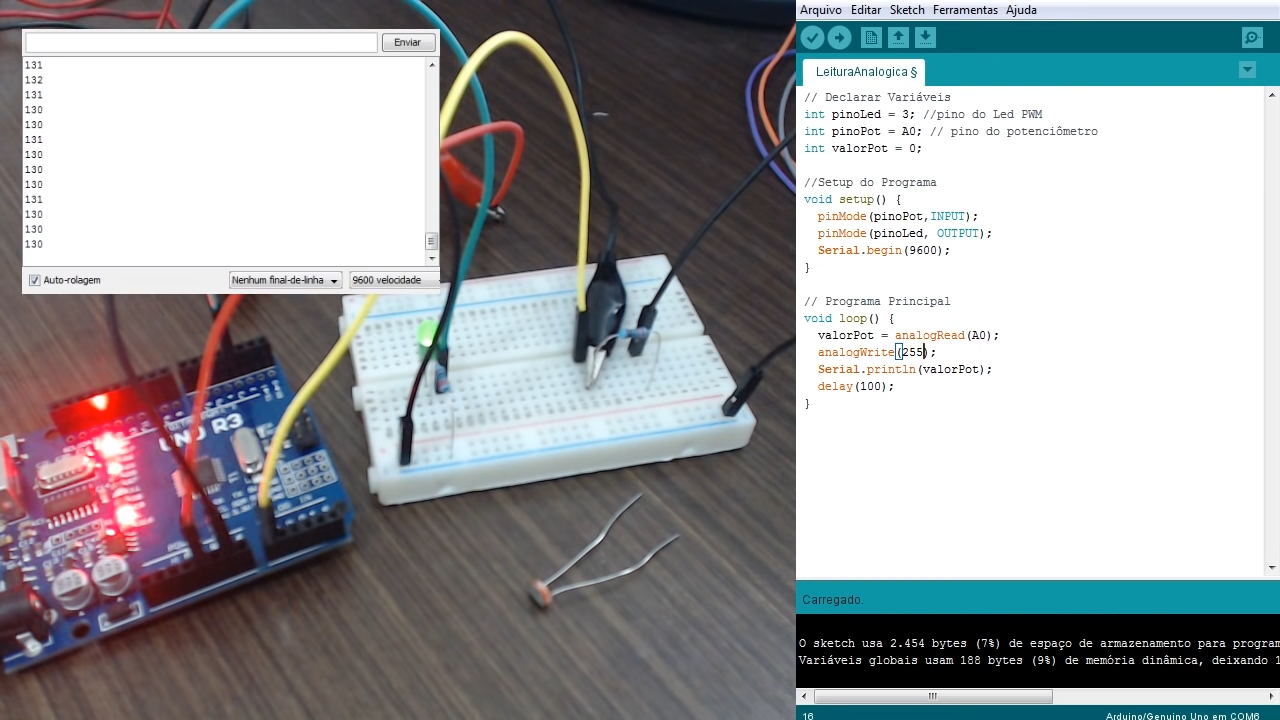 Enviar
131
132
131
130
130
131
130
130
130
131
130
130
130
Auto-rolagem
Nenhum final-de-linha
9600 velocidade
UNO R3
Arquivo Editar Sketch Ferramentas Ajuda
LeituraAnalogica §
// Declarar Variáveis
int pinoLed = 3; //pino do Led PWM
int pinoPot = A0; // pino do potenciômetro
int valorPot = 0;
//Setup do Programa
void setup() {
pinMode(pinoPot,INPUT);
pinMode(pinoLed, OUTPUT);
Serial.begin(9600);
}
// Programa Principal
void loop() {
valorPot = analogRead(A0);
analogWrite(255);
Serial.println(valorPot);
delay(100);
}
Carregado.
O sketch usa 2.454 bytes (7%) de espaço de armazenamento para program
Variáveis globais usam 188 bytes (9%) de memória dinâmica, deixando 1
16
Arduino/Genuino Uno em COM6